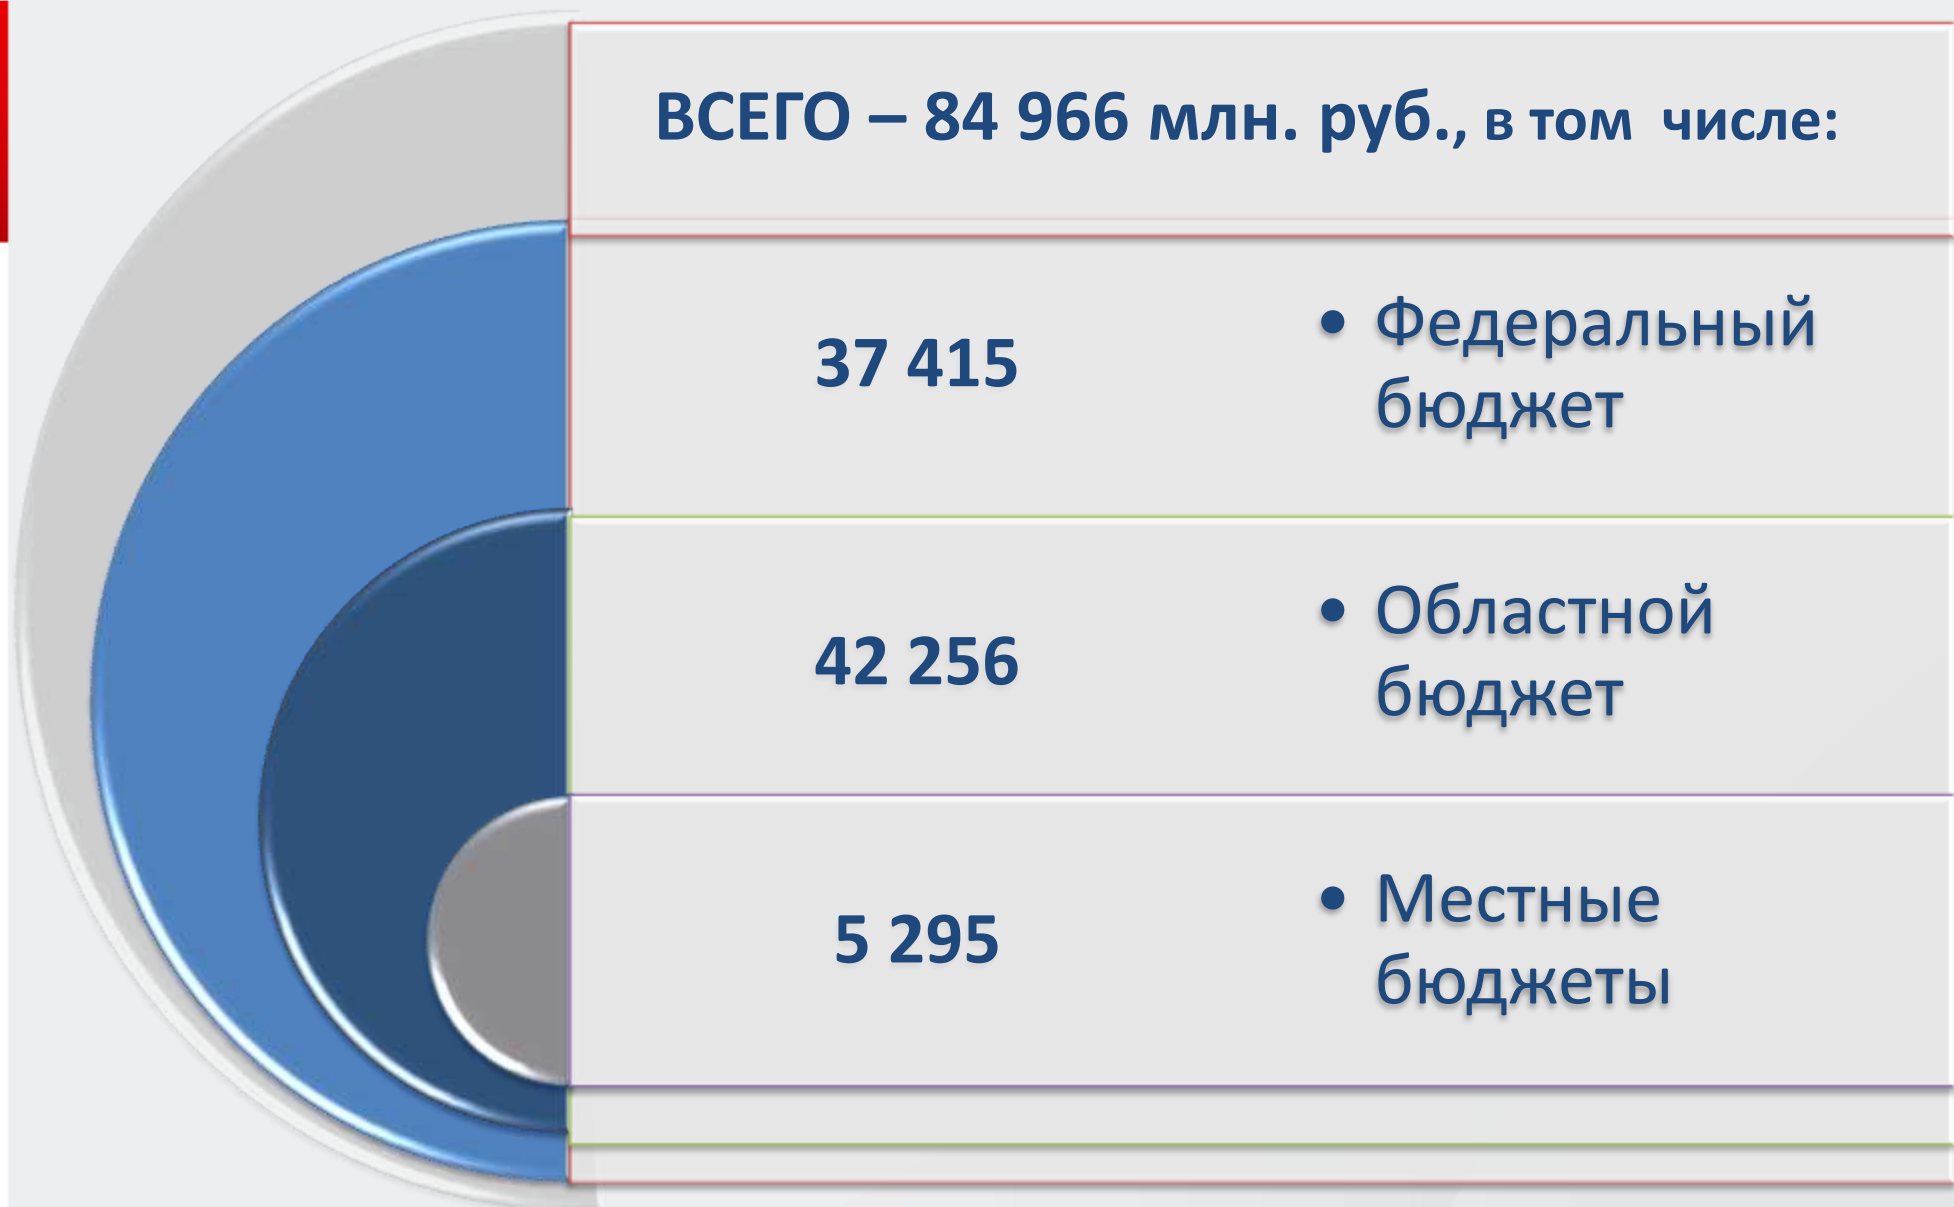 ВСЕГО – 84 966 млн. руб., в том числе:
37 415
• Федеральный
бюджет
42 256
• Областной
бюджет
5 295
• Местные
бюджеты